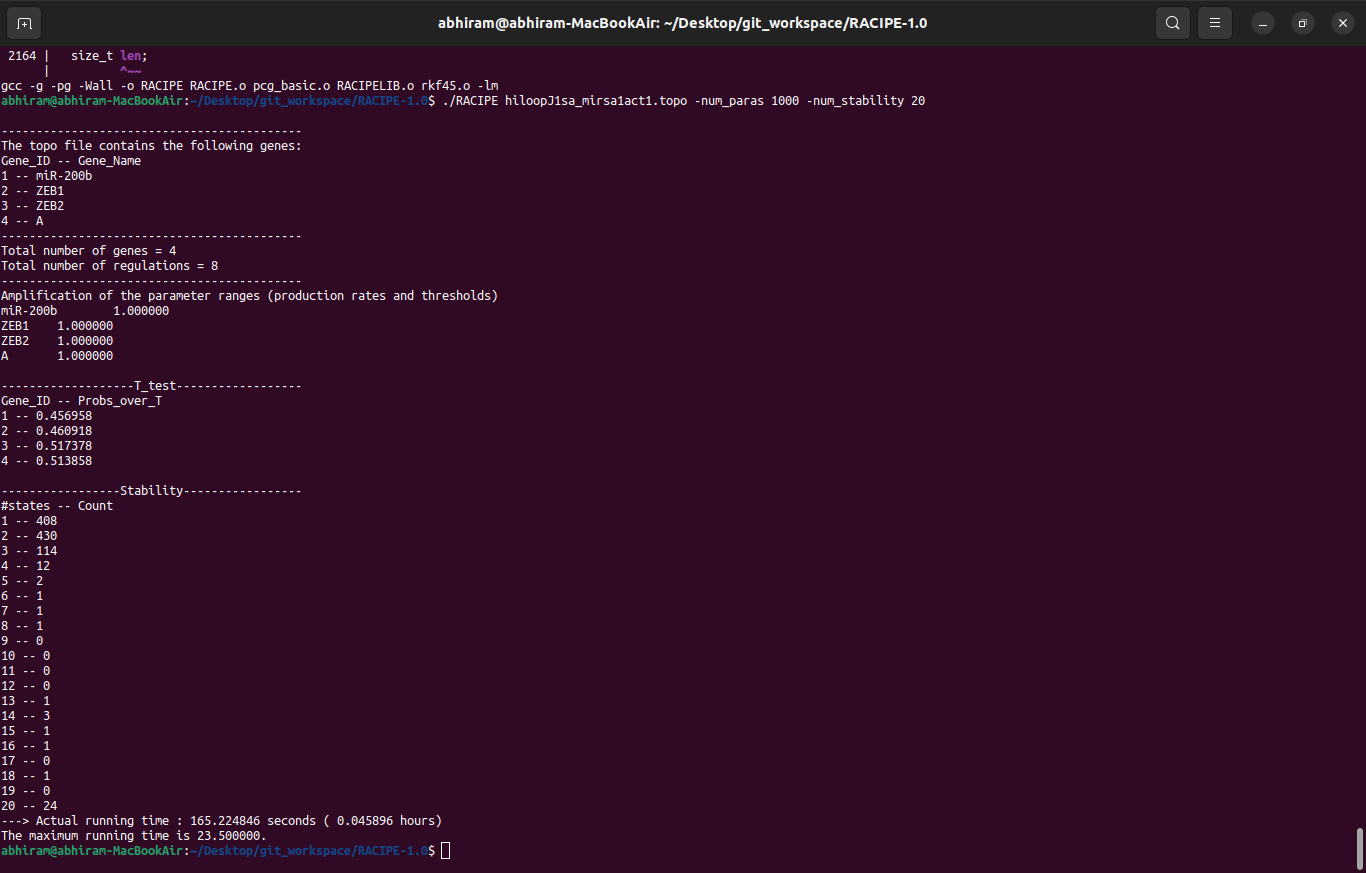 abhiram@abhiram-MacBookAir: ~/Desktop/git_workspace/RACIPE-1.0
2164 |   size_t len;
     |          ^~~
gcc -g -pg -Wall -o RACIPE RACIPE.o pcg_basic.o RACIPELIB.o rkf45.o -lm
abhiram@abhiram-MacBookAir:~/Desktop/git_workspace/RACIPE-1.0$ ./RACIPE hiloopJ1sa_mirsa1act1.topo -num_paras 1000 -num_stability 20
-------------------------------------------
The topo file contains the following genes:
Gene_ID -- Gene_Name
1 -- miR-200b
2 -- ZEB1
3 -- ZEB2
4 -- A
-------------------------------------------
Total number of genes = 4
Total number of regulations = 8
-------------------------------------------
Amplification of the parameter ranges (production rates and thresholds)
miR-200b        1.000000
ZEB1    1.000000
ZEB2    1.000000
A       1.000000
-------------------T_test------------------
Gene_ID -- Probs_over_T
1 -- 0.456958
2 -- 0.460918
3 -- 0.517378
4 -- 0.513858
-----------------Stability-----------------
#states -- Count
1 -- 408
2 -- 430
3 -- 114
4 -- 12
5 -- 2
6 -- 1
7 -- 1
8 -- 1
9 -- 0
10 -- 0
11 -- 0
12 -- 0
13 -- 1
14 -- 3
15 -- 1
16 -- 1
17 -- 0
18 -- 1
19 -- 0
20 -- 24
---> Actual running time : 165.224846 seconds ( 0.045896 hours)
The maximum running time is 23.500000.
abhiram@abhiram-MacBookAir:~/Desktop/git_workspace/RACIPE-1.0$